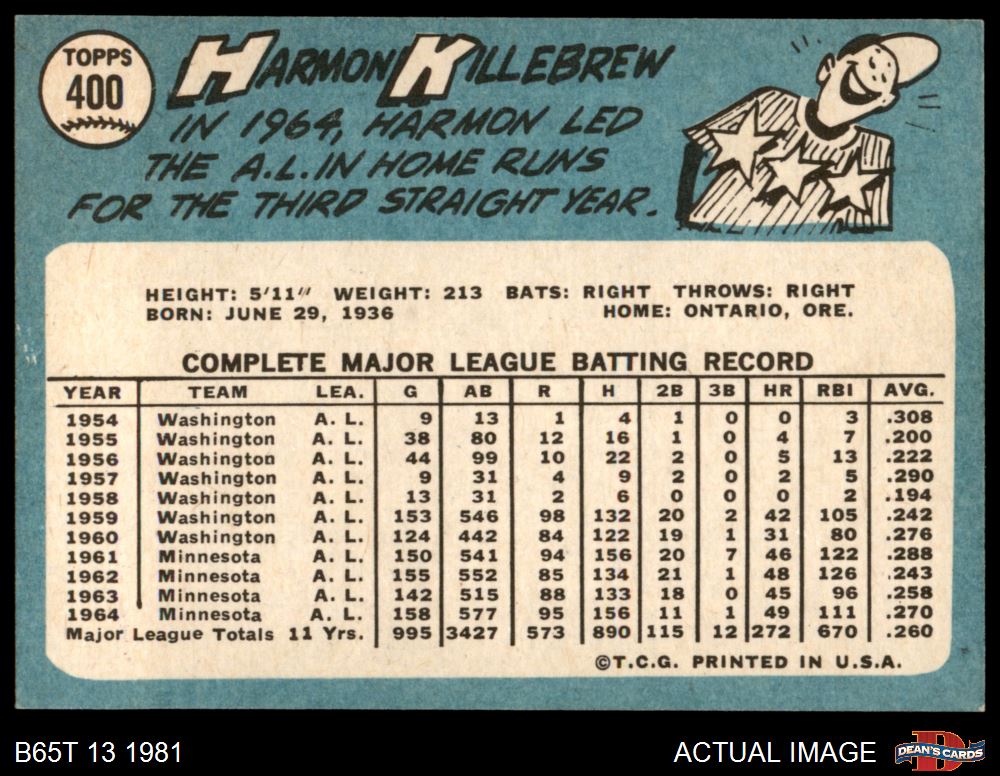 TOPPS
400
HARMON KILLEBREW
IN 1964, HARMON LED
THE A.L. IN HOME RUNS
FOR THE THIRD STRAIGHT YEAR.
HEIGHT: 5'11" WEIGHT: 213 BATS: RIGHT THROWS: RIGHT
BORN: JUNE 29, 1936 HOME: ONTARIO, ORE.
COMPLETE MAJOR LEAGUE BATTING RECORD
YEAR TEAM LEA. G AB R H 2B 3B HR RBI AVG.
1954 Washington A. L. 9 13 1 4 1 0 0 3 .308
1955 Washington A. L. 38 80 12 16 1 0 4 7 .200
1956 Washington A. L. 44 99 10 22 2 0 5 13 .222
1957 Washington A. L. 9 31 4 9 2 0 2 5 .290
1958 Washington A. L. 13 31 2 6 0 0 0 2 .194
1959 Washington A. L. 153 546 98 132 20 2 42 105 .242
1960 Washington A. L. 124 442 84 122 19 1 31 80 .276
1961 Minnesota A. L. 150 541 94 156 20 7 46 122 .288
1962 Minnesota A. L. 155 552 85 134 21 1 48 126 .243
1963 Minnesota A. L. 142 515 88 133 18 0 45 96 .258
1964 Minnesota A. L. 158 577 95 156 11 1 49 111 .270
Major League Totals 11 Yrs. 995 3427 573 890 115 12 272 670 .260
©T.C.G. PRINTED IN U.S.A.
B65T 13 1981 ACTUAL IMAGE DEAN'S CARDS